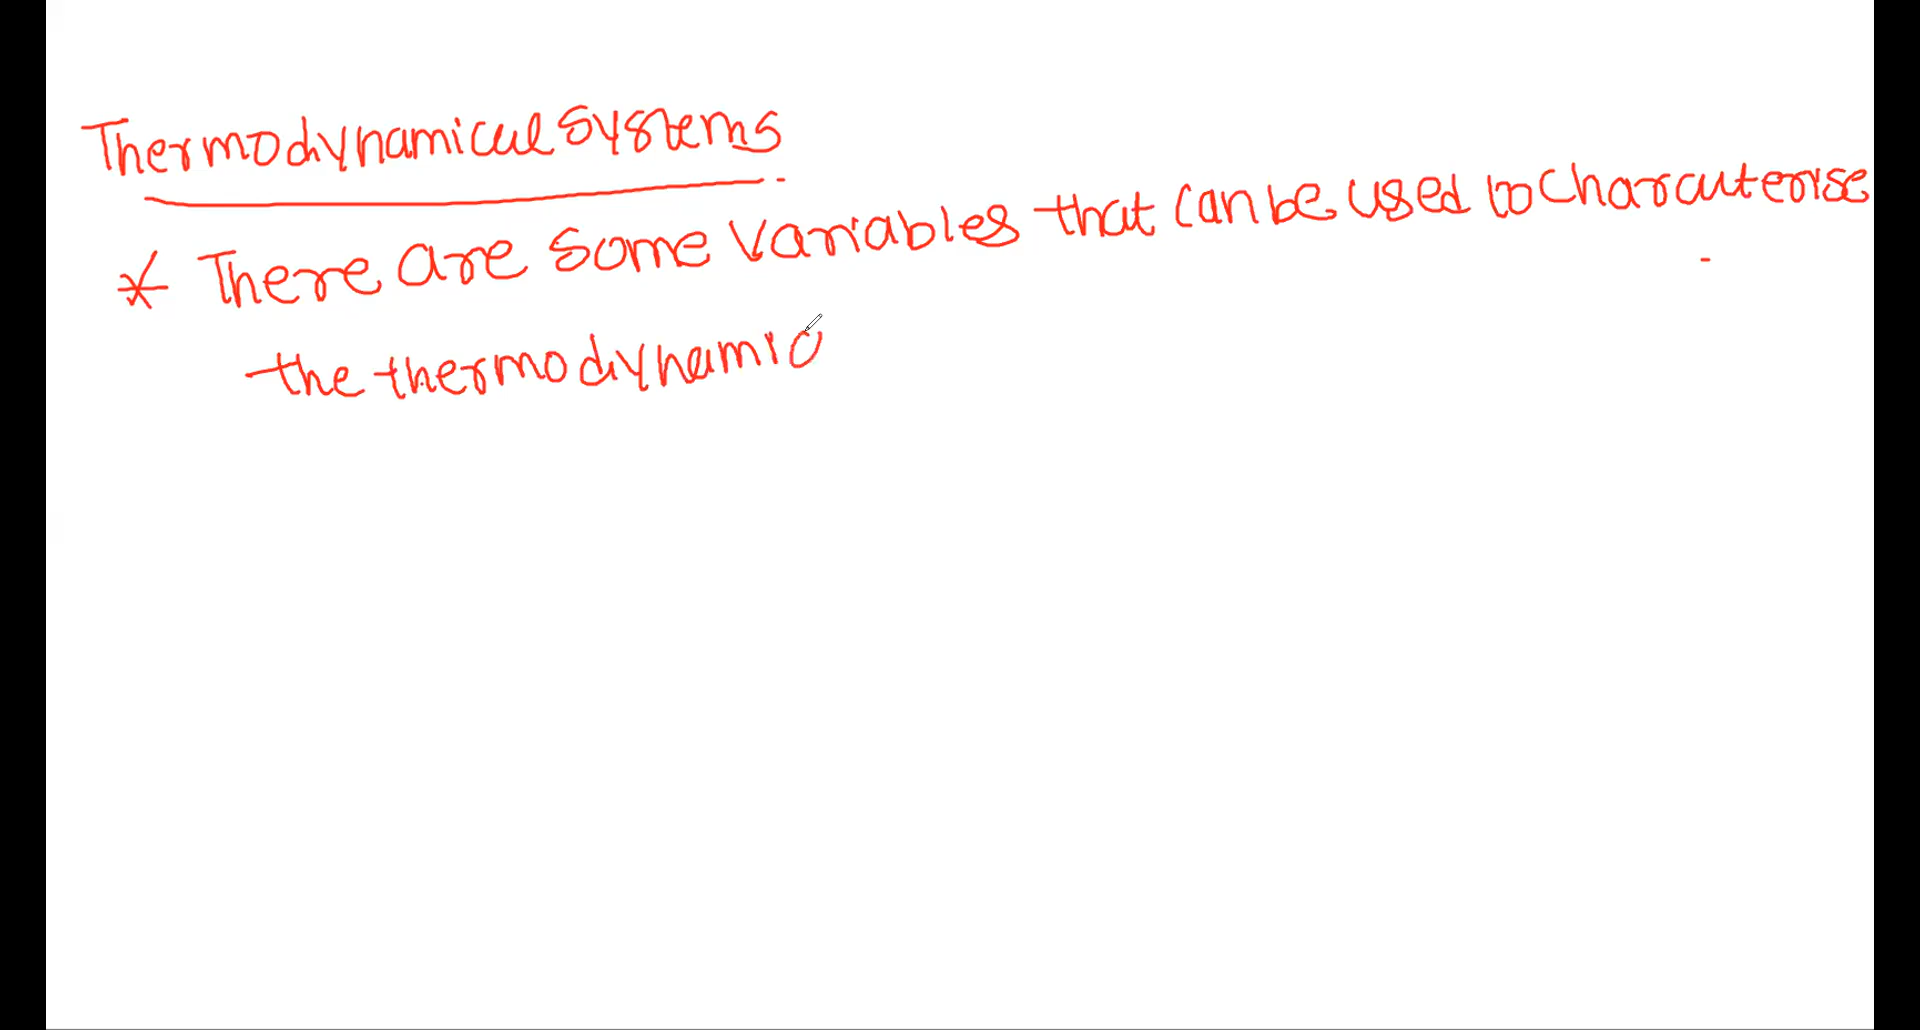 Thermodynamical Systems
* There are some variables that can be used to characterise
the thermodynamic